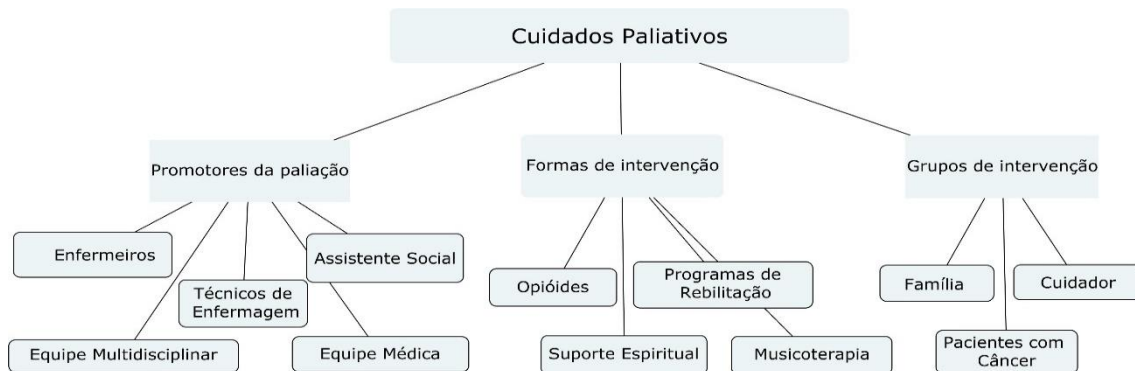 Cuidados Paliativos
Promotores da paliação
Formas de intervenção
Grupos de intervenção
Enfermeiros
Assistente Social
Técnicos de
Enfermagem
Equipe Multidisciplinar
Equipe Médica
Opióides
Programas de
Rebilitação
Suporte Espiritual
Musicoterapia
Família
Cuidador
Pacientes com
Câncer